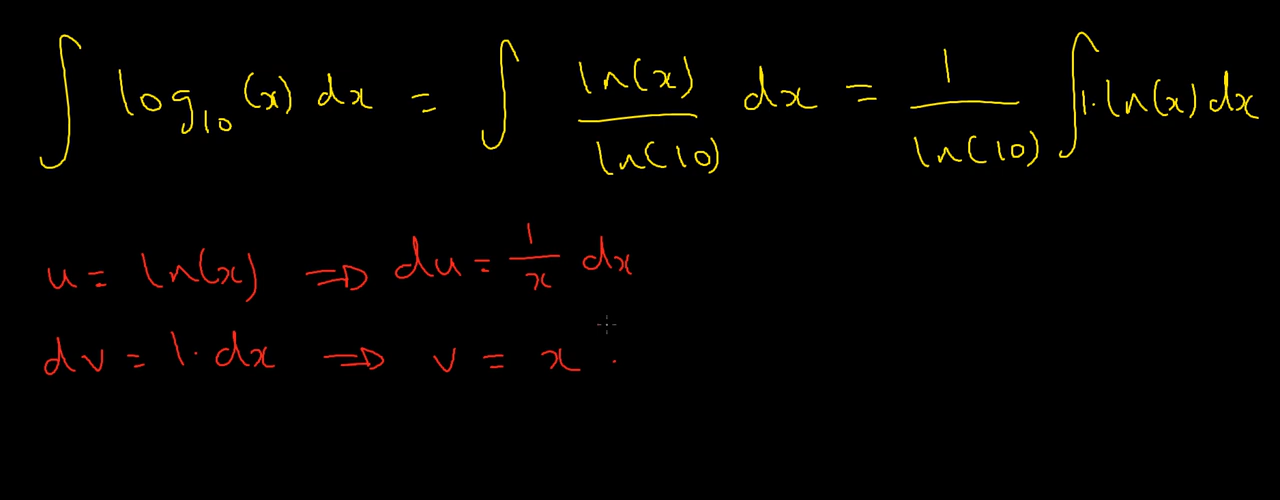 ∫ log₁₀(x) dx = ∫ ln(x)/ln(10) dx = 1/ln(10) ∫ 1. ln(x) dx
u = ln(x) ⇒ du = 1/x dx
dv = 1. dx ⇒ v = x .